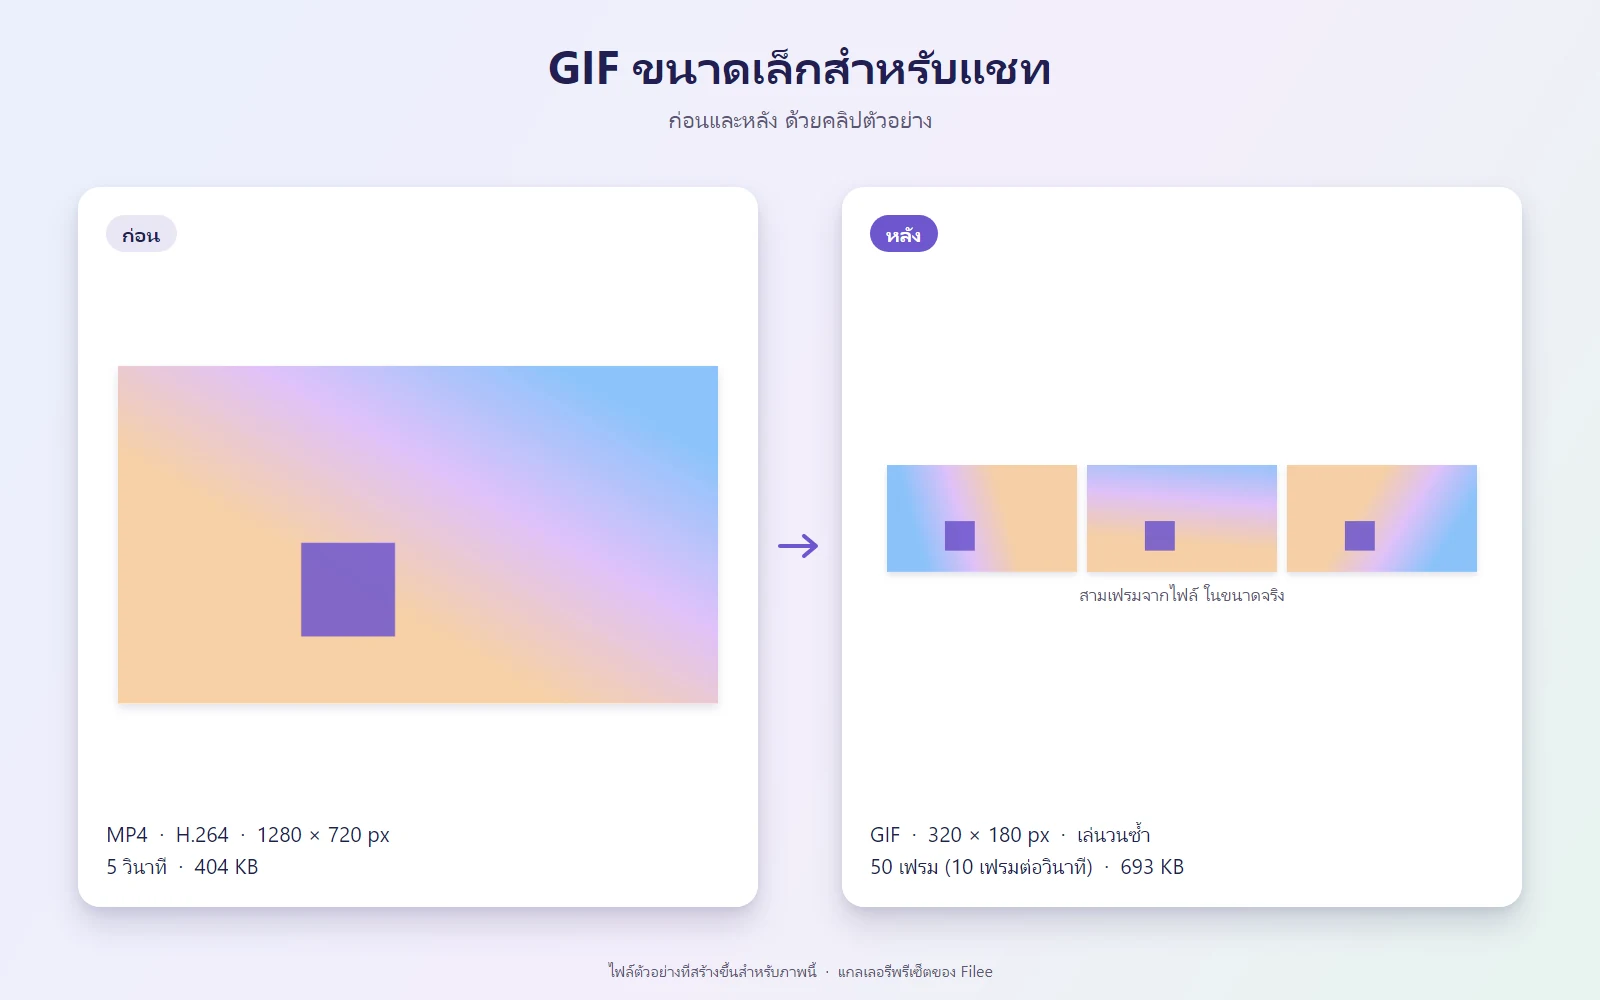 GIF ขนาดเล็กสำหรับแชท
ก่อนและหลัง ด้วยคลิปตัวอย่าง
ก่อน
หลัง
สามเฟรมจากไฟล์ ในขนาดจริง
MP4 · H.264 · 1280 × 720 px
5 วินาที · 404 KB
GIF · 320 × 180 px · เล่นวนซ้ำ
50 เฟรม (10 เฟรมต่อวินาที) · 693 KB
ไฟล์ตัวอย่างที่สร้างขึ้นสำหรับภาพนี้ · แกลเลอรีพรีเซ็ตของ Filee